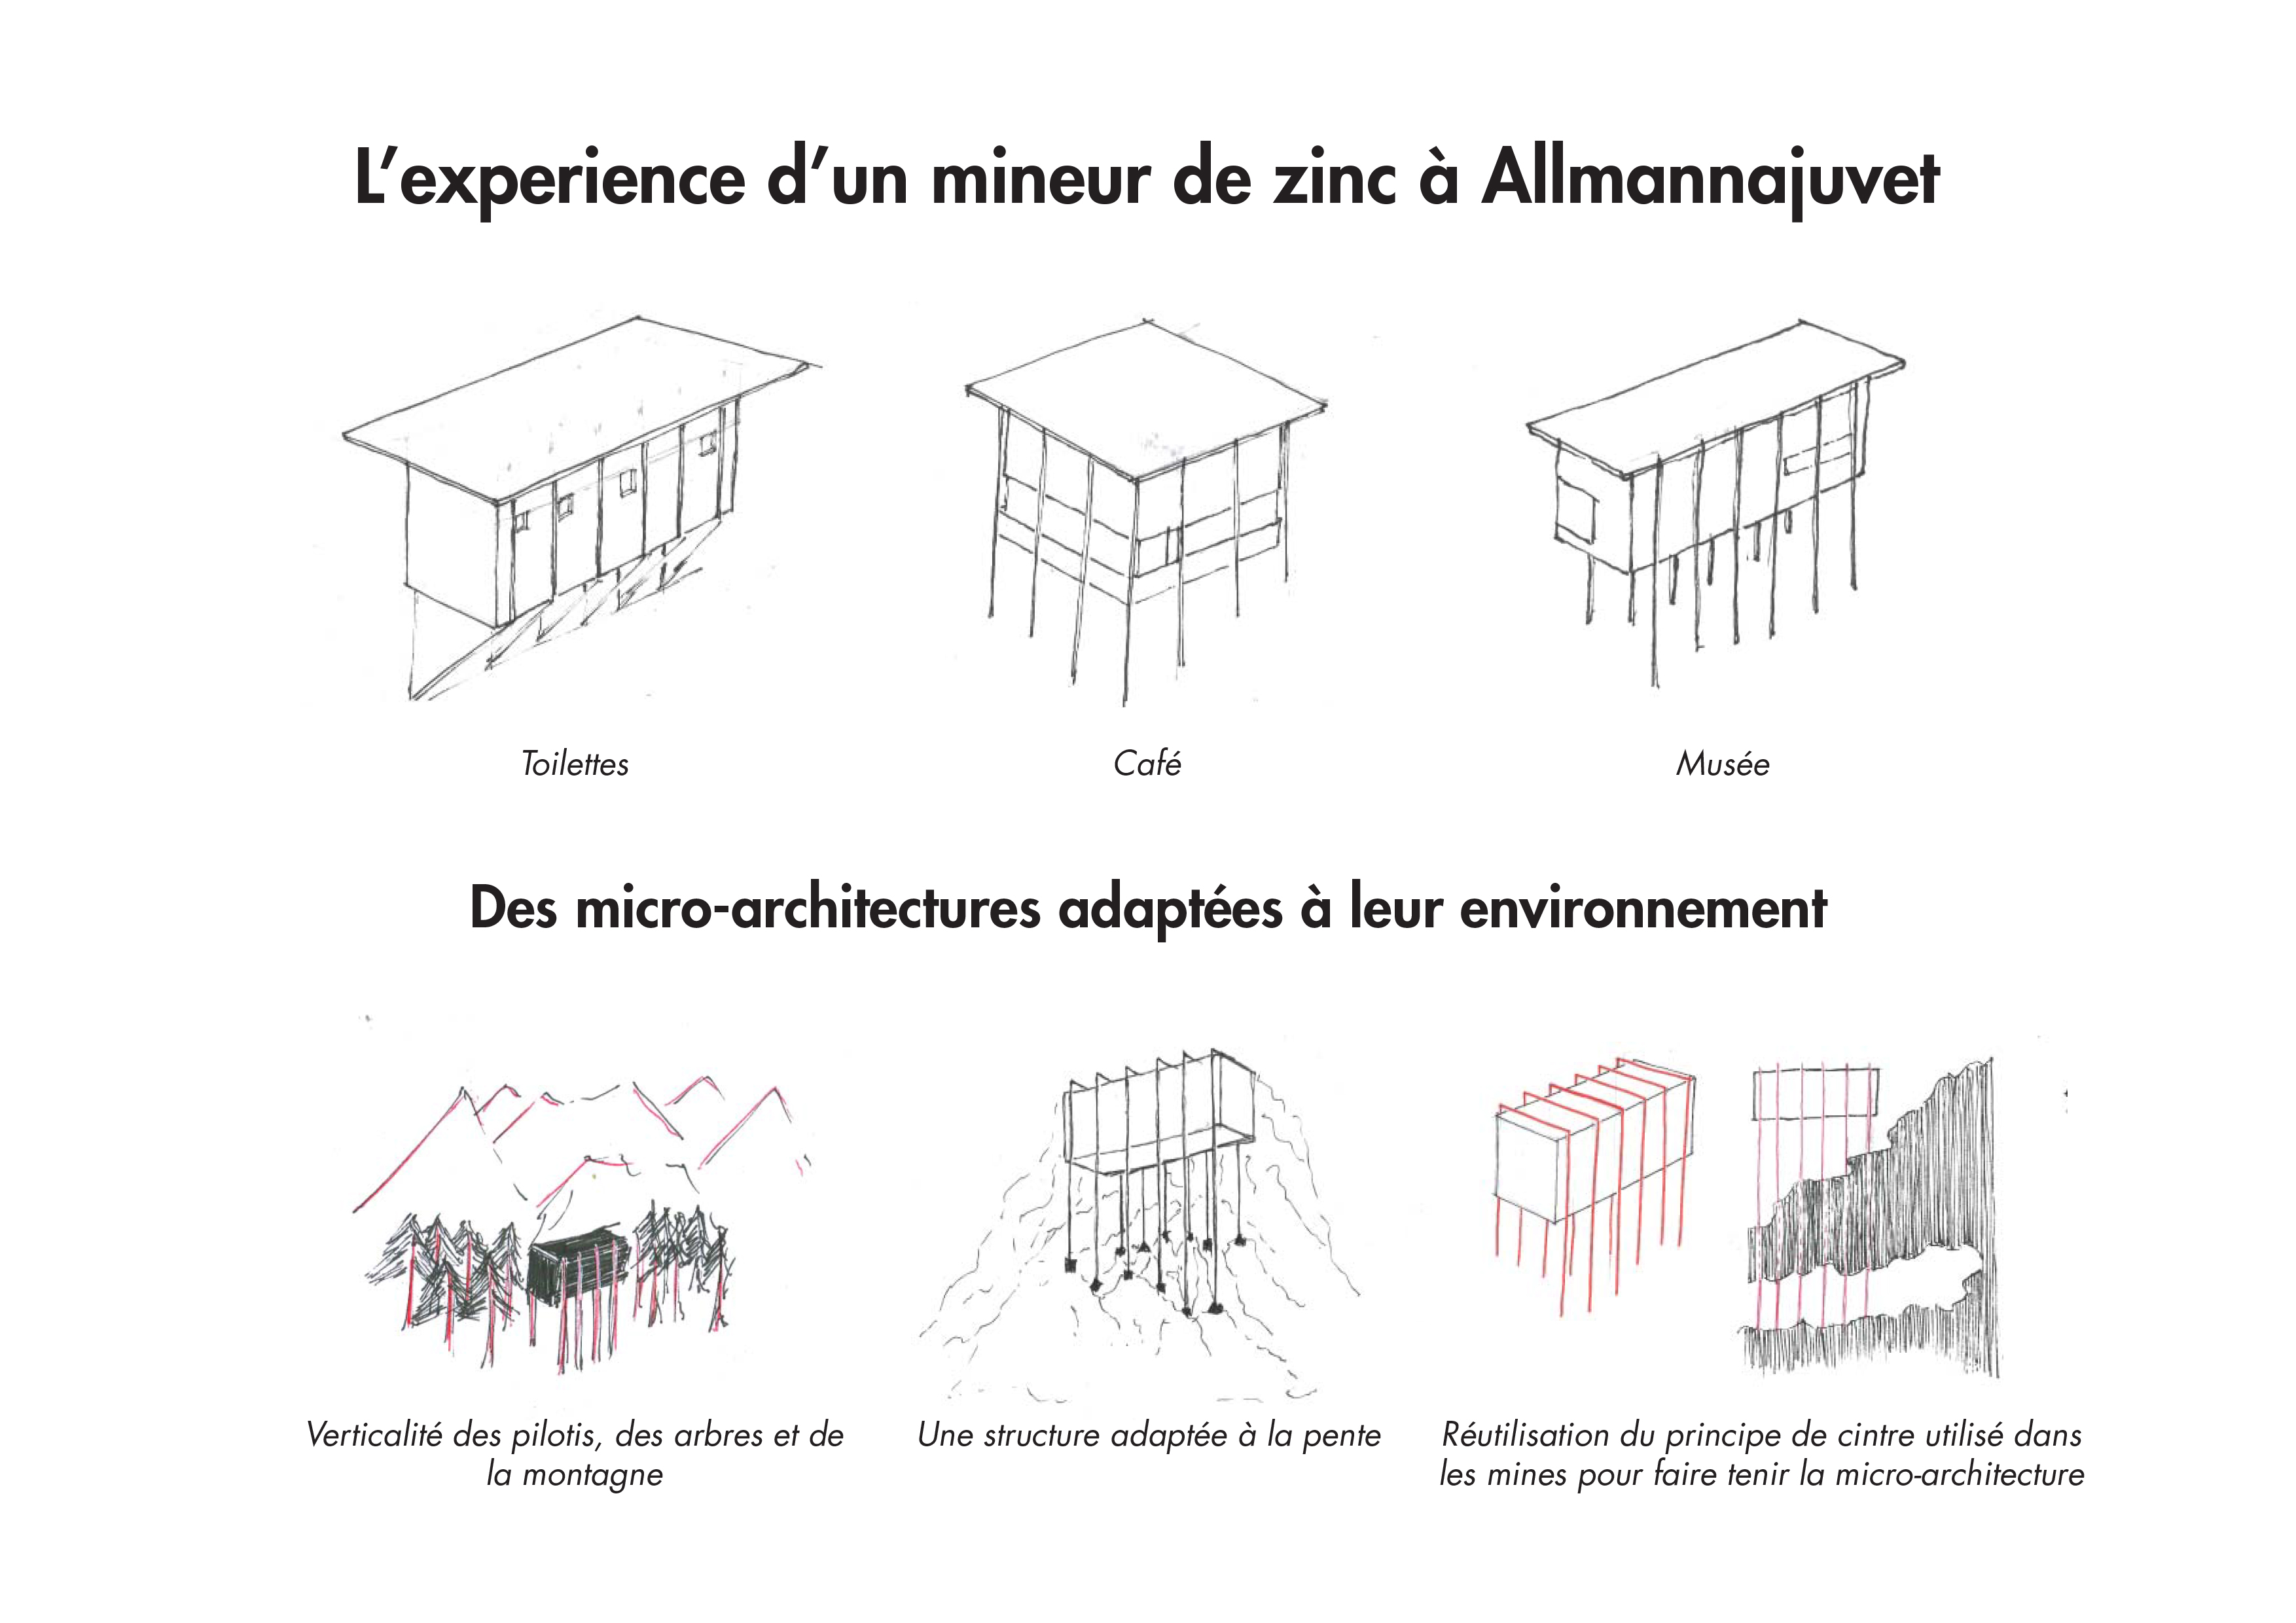 L’experience d’un mineur de zinc à Allmannajuvet
Toilettes
Café
Musée
Des micro-architectures adaptées à leur environnement
Verticalité des pilotis, des arbres et de
la montagne
Une structure adaptée à la pente
Réutilisation du principe de cintre utilisé dans
les mines pour faire tenir la micro-architecture